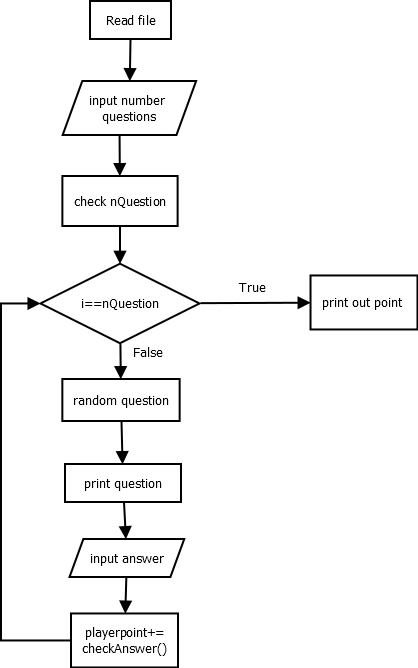 Read file
input number
questions
check nQuestion
i==nQuestion
True
print out point
False
random question
print question
input answer
playerpoint+=
checkAnswer()